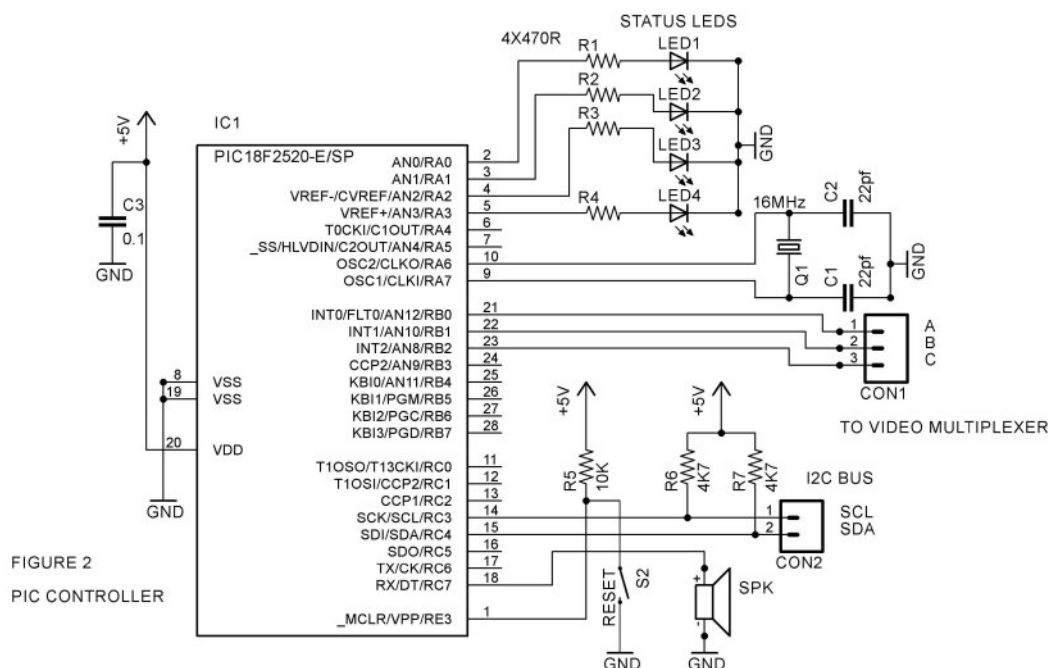 STATUS LEDS
4X470R
R1
LED1
R2
LED2
R3
LED3
R4
LED4
GND
+5V
C3
0.1
GND
IC1
PIC18F2520-E/SP
AN0/RA0 2
AN1/RA1 3
VREF-/CVREF/AN2/RA2 4
VREF+/AN3/RA3 5
T0CKI/C1OUT/RA4 6
_SS/HLVDIN/C2OUT/AN4/RA5 7
OSC2/CLKO/RA6 10
OSC1/CLKI/RA7 9
16MHz
Q1
C2
22pf
C1
22pf
GND
INT0/FLT0/AN12/RB0 21
INT1/AN10/RB1 22
INT2/AN8/RB2 23
CCP2/AN9/RB3 24
KBI0/AN11/RB4 25
KBI1/PGM/RB5 26
KBI2/PGC/RB6 27
KBI3/PGD/RB7 28
1 A
2 B
3 C
CON1
TO VIDEO MULTIPLEXER
8 VSS
19 VSS
20 VDD
GND
T1OSO/T13CKI/RC0 11
T1OSI/CCP2/RC1 12
CCP1/RC2 13
SCK/SCL/RC3 14
SDI/SDA/RC4 15
SDO/RC5 16
TX/CK/RC6 17
RX/DT/RC7 18
_MCLR/VPP/RE3 1
+5V
R5
10K
+5V
R6
4K7
R7
4K7
I2C BUS
1 SCL
2 SDA
CON2
RESET
S2
GND
+
-
SPK
GND
FIGURE 2
PIC CONTROLLER